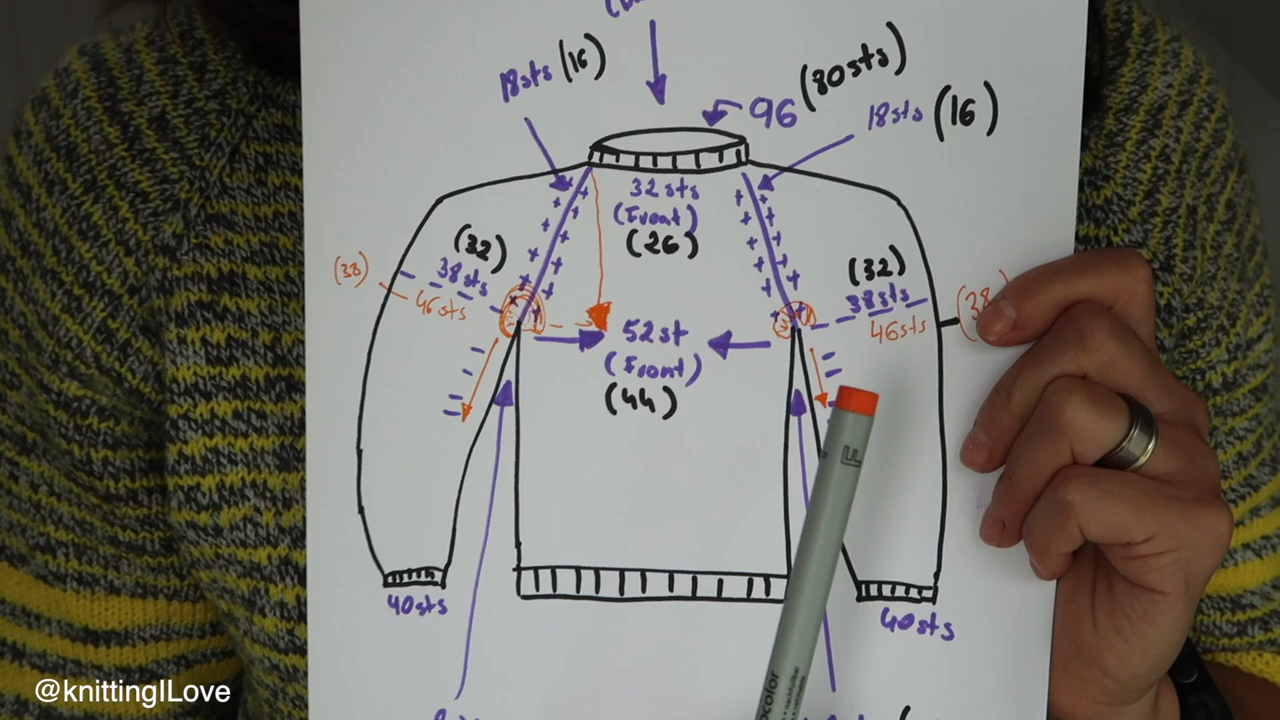 18sts (16)
96 (80sts)
18sts (16)
32 sts
(Front)
(26)
(32)
38sts
46sts
(38)
(32)
38sts
46sts
(38
52st
(Front)
(44)
40sts
40sts
F
@knittingILove